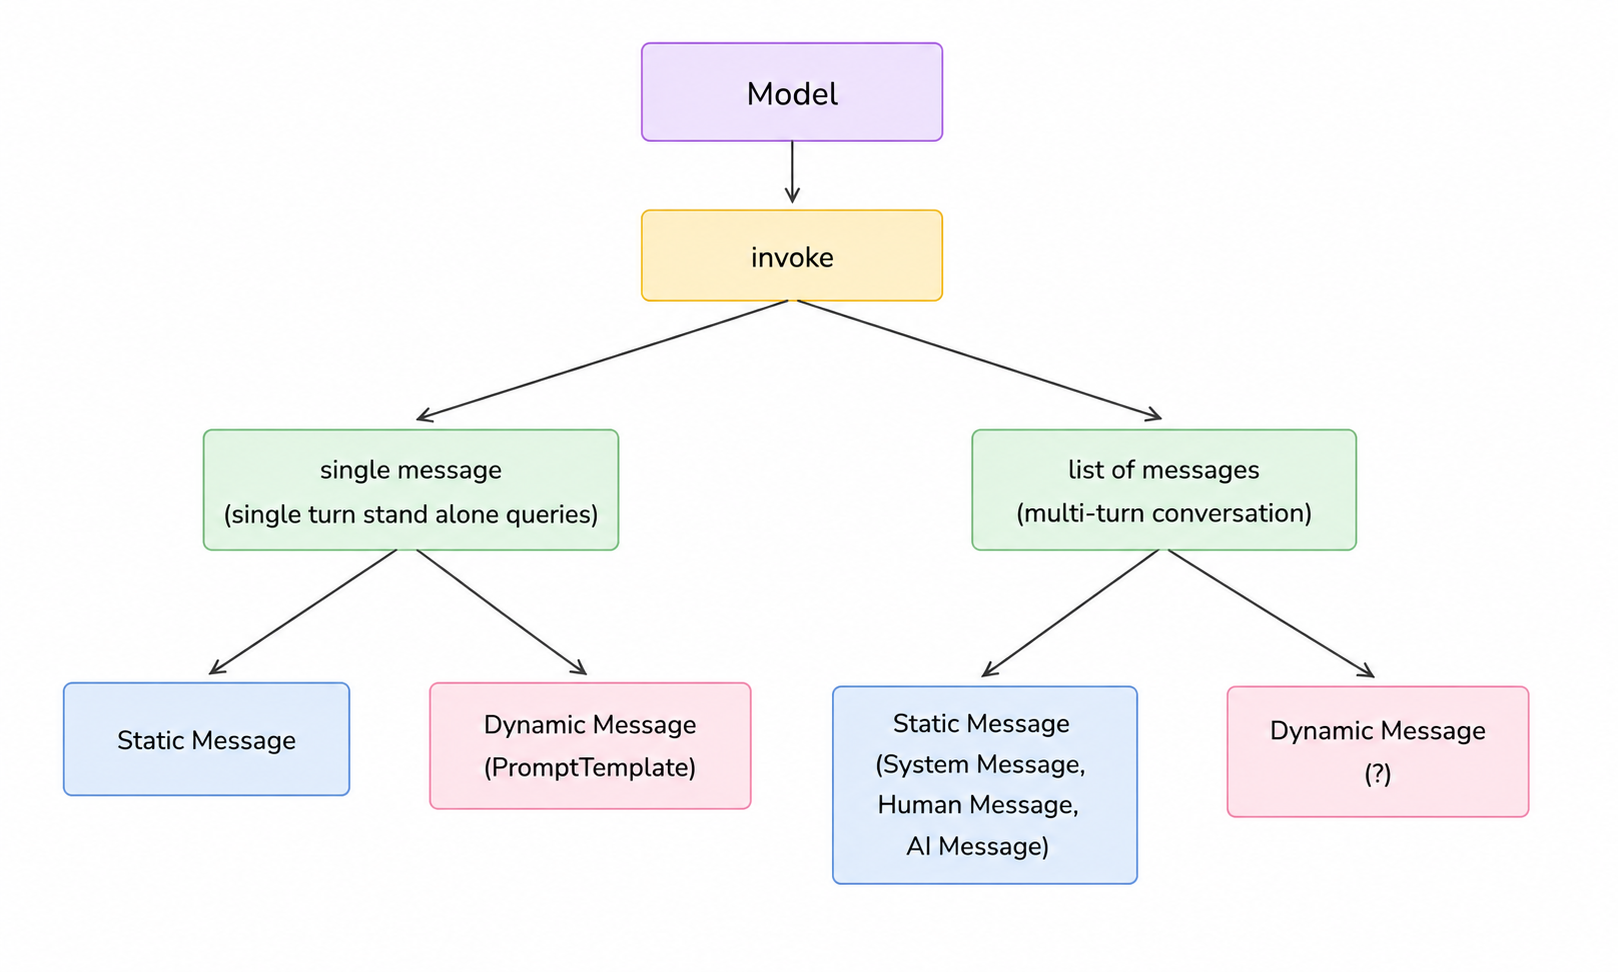 Model
invoke
single message
(single turn stand alone queries)
list of messages
(multi-turn conversation)
Static Message
Dynamic Message
(PromptTemplate)
Static Message
(System Message,
Human Message,
AI Message)
Dynamic Message
(?)